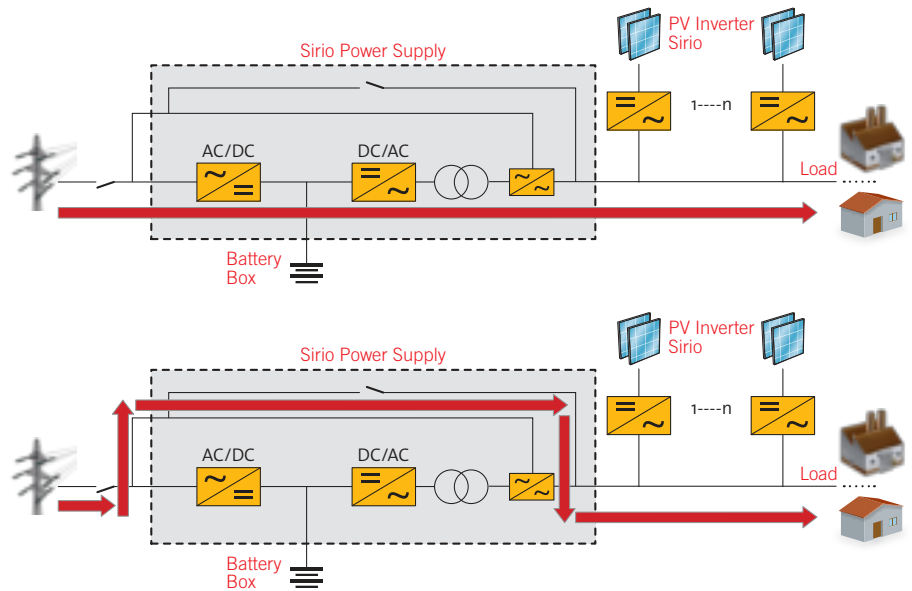 PV Inverter
Sirio
Sirio Power Supply
1----n
AC/DC
DC/AC
Load
Battery
Box
PV Inverter
Sirio
Sirio Power Supply
1----n
AC/DC
DC/AC
Load
Battery
Box